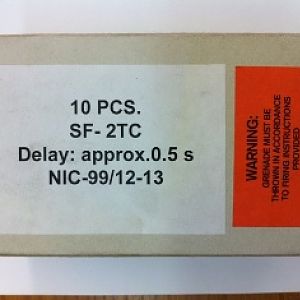 10 PCS.
SF- 2TC
Delay: approx.0.5 s
NIC-99/12-13
WARNING:
GRENADE MUST BE
THROWN IN ACCORDANCE
TO FIRING INSTRUCTIONS
PROVIDED